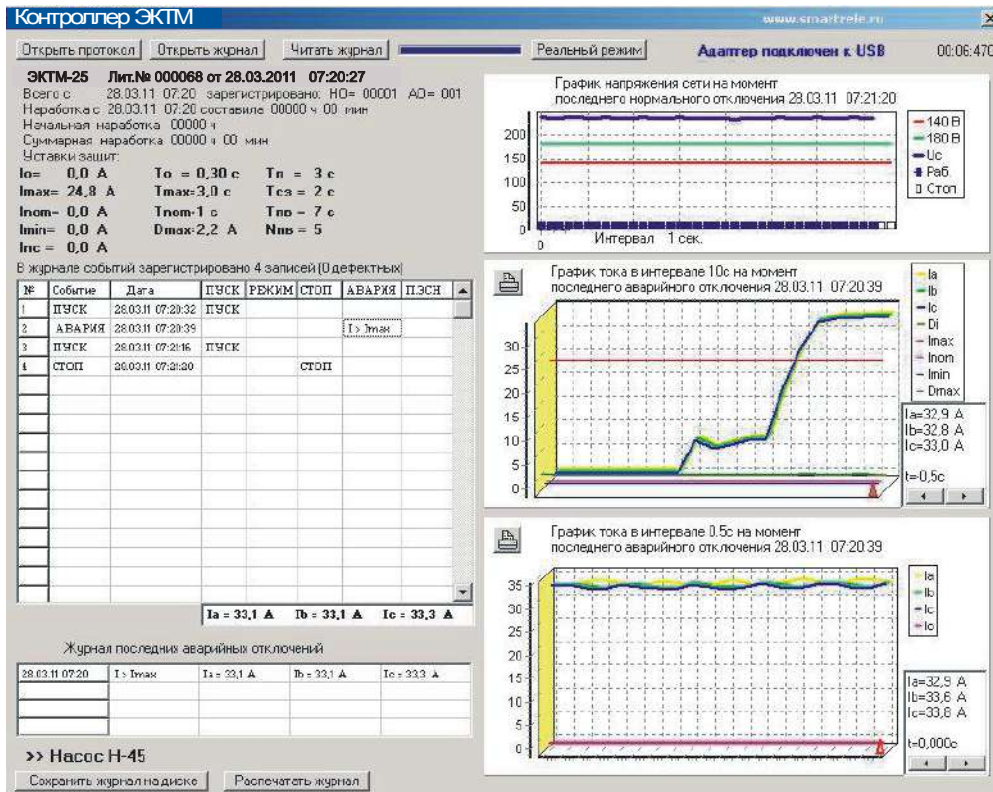 Контроллер ЭКТМ
www.smartrele.ru
Открыть протокол Открыть журнал Читать журнал Реальный режим Адаптер подключен к USB 00:06:470
ЭКТМ-25 Лит.№ 000068 от 28.03.2011 07:20:27
Всего с 28.03.11 07:20 зарегистрировано: НО= 00001 АО= 001
Наработка с 28.03.11 07:20 составила 00000 ч 00 мин
Начальная наработка 00000 ч
Суммарная наработка 00000 ч 00 мин
Уставки защит:
Io= 0,0 A To = 0,30 с Тп = 3 с
Imax= 24,8 A Tmax=3,0 с Тсз = 2 с
Inom= 0,0 A Tnom-1 с Тпв = 7 с
Imin= 0,0 A Dmax=2,2 A Nпв = 5
Inc = 0,0 A
В журнале событий зарегистрировано 4 записей (0 дефектных)
№ Событие Дата ПУСК РЕЖИМ СТОП АВАРИЯ П.ЭСН
1 ПУСК 28.03.11 07:20:32 ПУСК
2 АВАРИЯ 28.03.11 07:20:39 I > Imax
3 ПУСК 28.03.11 07:21:16 ПУСК
4 СТОП 28.03.11 07:21:20 СТОП
Ia = 33,1 A Ib = 33,1 A Ic = 33,3 A
Журнал последних аварийных отключений
28.03.11 07:20 I > Imax Ia = 33,1 A Ib = 33,1 A Ic = 33,3 A
>> Насос Н-45
Сохранить журнал на диске Распечатать журнал
График напряжения сети на момент
последнего нормального отключения 28.03.11 07:21:20
200
150
100
50
0
0
Интервал 1 сек.
140 В
180 В
Uc
Раб.
Стоп
График тока в интервале 10с на момент
последнего аварийного отключения 28.03.11 07:20:39
30
25
20
15
10
5
0
Ia
Ib
Ic
Di
Imax
Inom
Imin
Dmax
Ia=32,9 A
Ib=32,8 A
Ic=33,0 A
t=-0,5с
График тока в интервале 0.5с на момент
последнего аварийного отключения 28.03.11 07:20:39
35
30
25
20
15
10
5
0
Ia
Ib
Ic
Io
Ia=32,9 A
Ib=33,6 A
Ic=33,8 A
t=0,000с